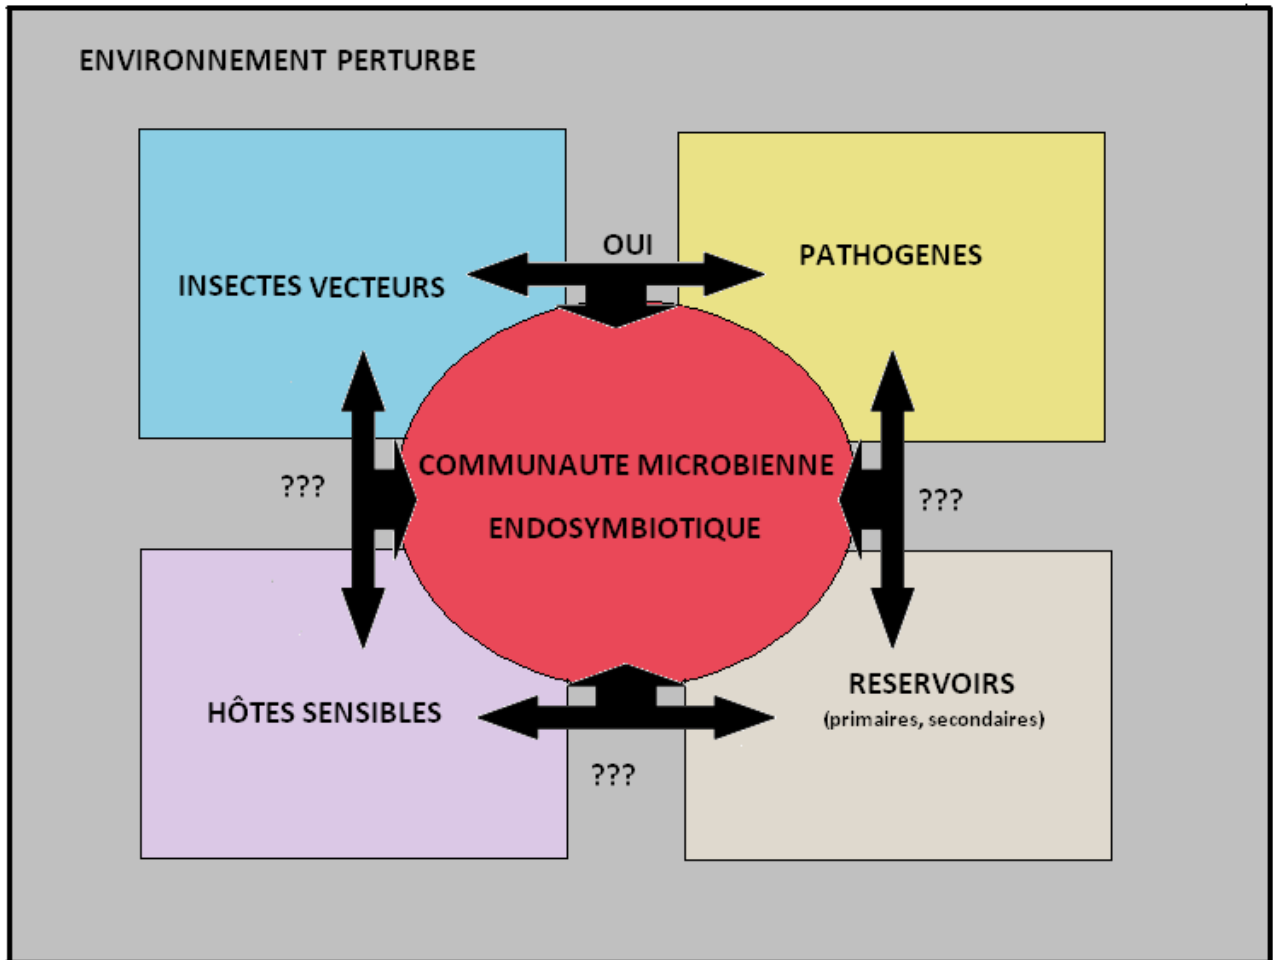 ENVIRONNEMENT PERTURBE
OUI
INSECTES VECTEURS
PATHOGENES
COMMUNAUTE MICROBIENNE
ENDOSYMBIOTIQUE
???
???
HÔTES SENSIBLES
RESERVOIRS
(primaires, secondaires)
???